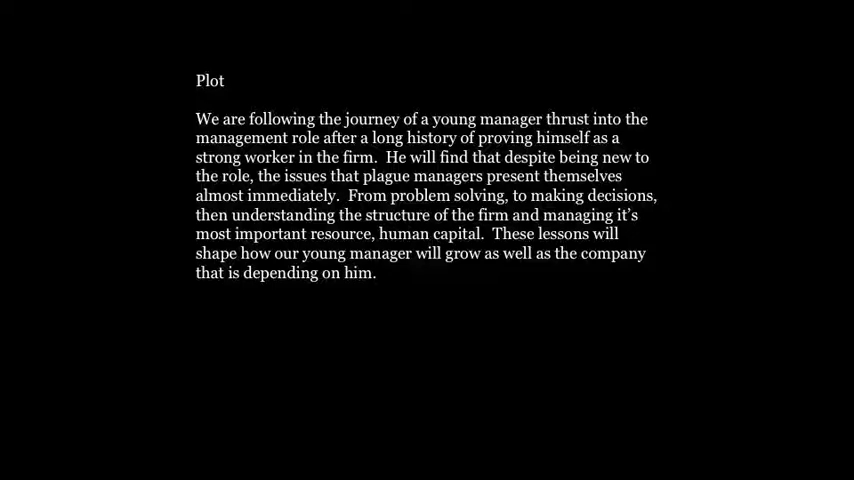 Plot
We are following the journey of a young manager thrust into the
management role after a long history of proving himself as a
strong worker in the firm.  He will find that despite being new to
the role, the issues that plague managers present themselves
almost immediately.  From problem solving, to making decisions,
then understanding the structure of the firm and managing it’s
most important resource, human capital.  These lessons will
shape how our young manager will grow as well as the company
that is depending on him.